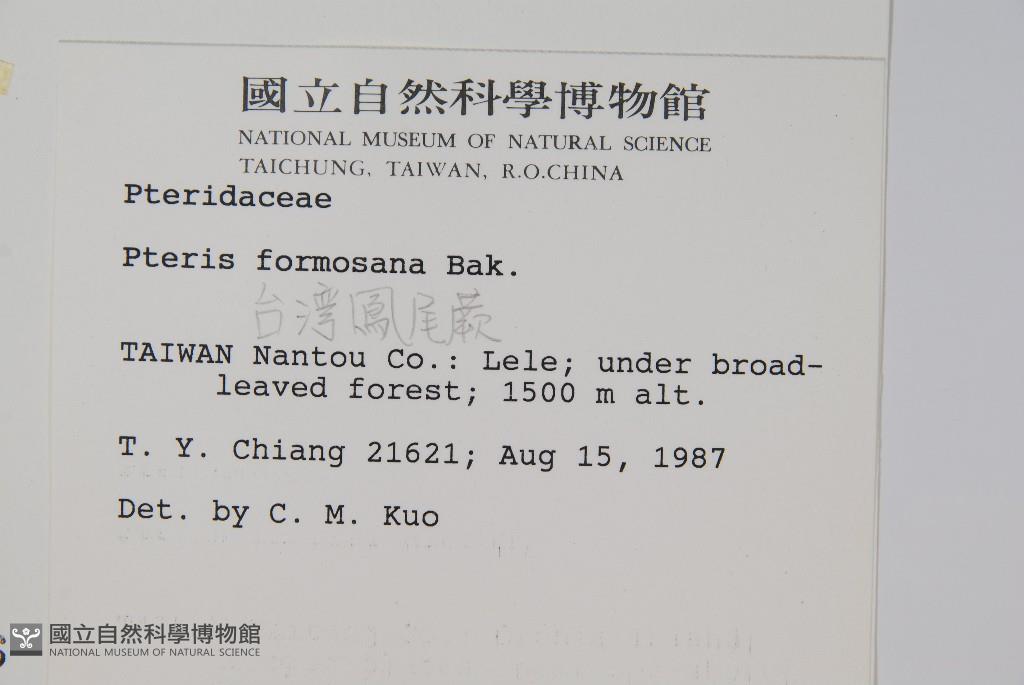 國立自然科學博物館
NATIONAL MUSEUM OF NATURAL SCIENCE
TAICHUNG, TAIWAN, R.O.CHINA
Pteridaceae
Pteris formosana Bak.
台湾鳳尾蕨
TAIWAN Nantou Co.: Lele; under broad-
leaved forest; 1500 m alt.
T. Y. Chiang 21621; Aug 15, 1987
Det. by C. M. Kuo
國立自然科學博物館
NATIONAL MUSEUM OF NATURAL SCIENCE